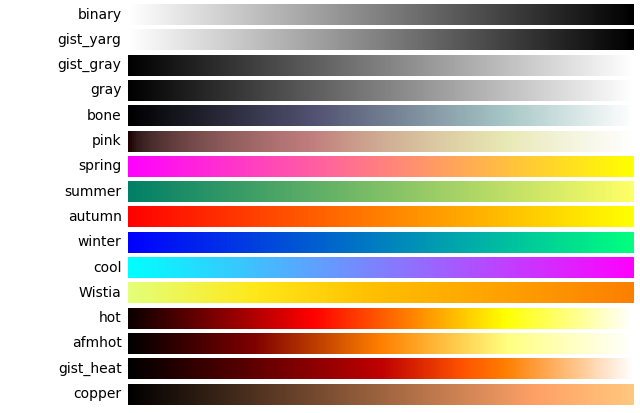 binary
gist_yarg
gist_gray
gray
bone
pink
spring
summer
autumn
winter
cool
Wistia
hot
afmhot
gist_heat
copper